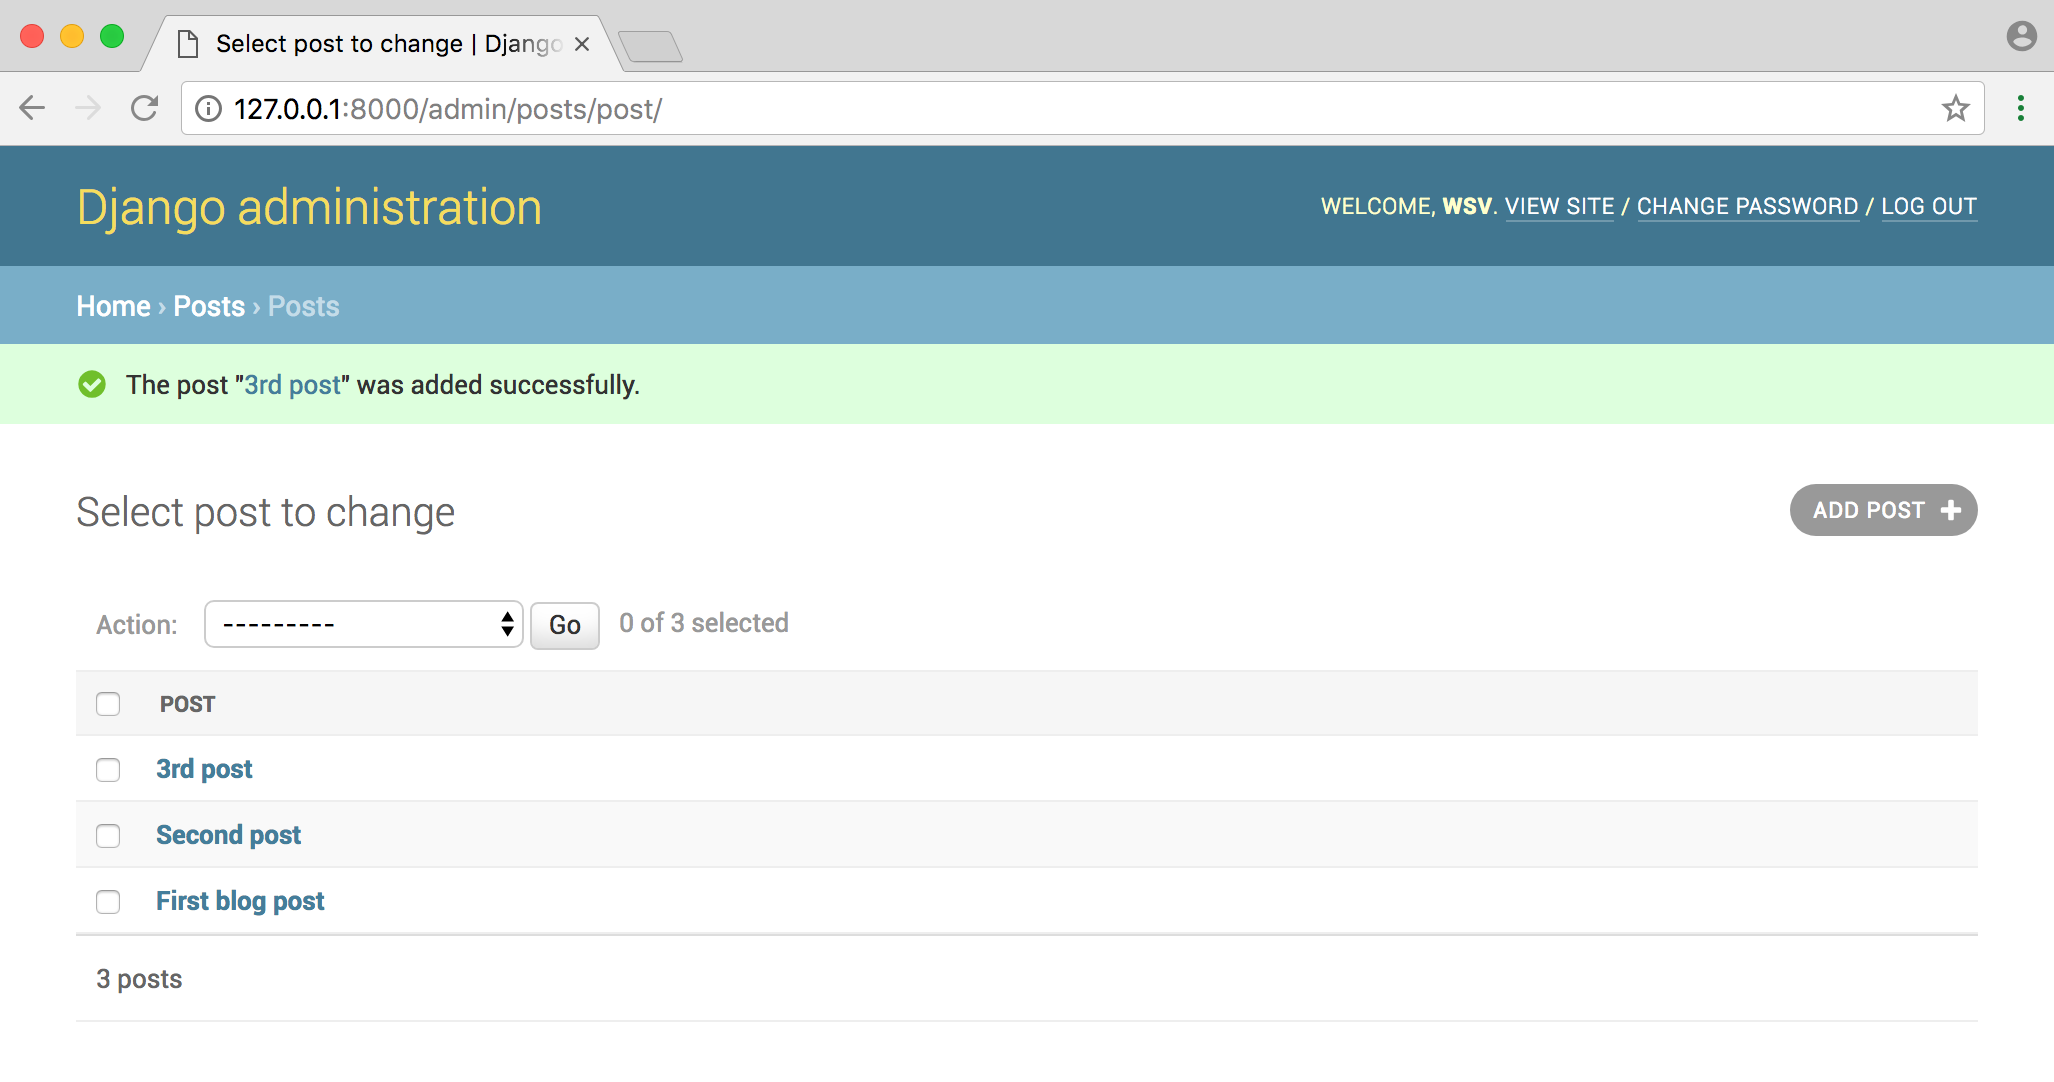 Select post to change | Django
127.0.0.1:8000/admin/posts/post/
Django administration
WELCOME, WSV. VIEW SITE / CHANGE PASSWORD / LOG OUT
Home › Posts › Posts
The post "3rd post" was added successfully.
Select post to change
ADD POST +
Action: --------- Go 0 of 3 selected
POST
3rd post
Second post
First blog post
3 posts